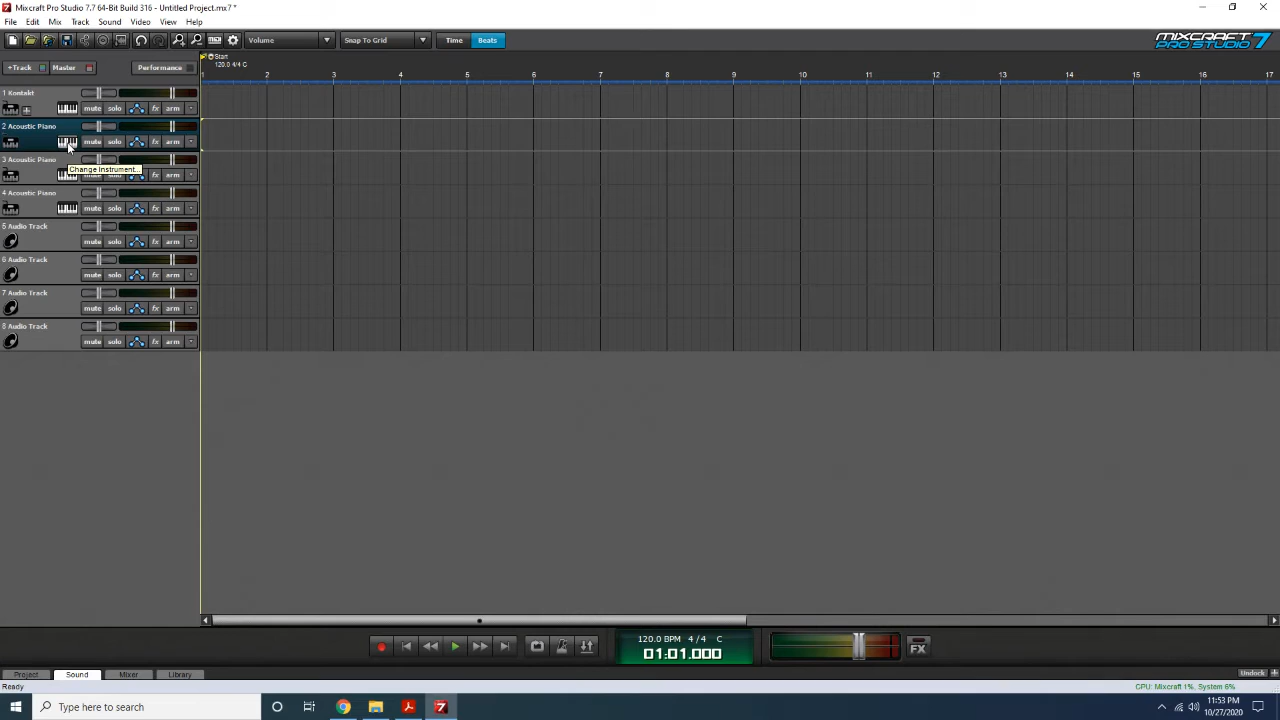 Mixcraft Pro Studio 7.7 64-Bit Build 316 - Untitled Project.mx7 *
File Edit Mix Track Sound Video View Help
Volume Snap To Grid Time Beats
MIXCRAFT 7
PRO STUDIO
Start
120.0 4/4 C
+Track Master Performance
1 2 3 4 5 6 7 8 9 10 11 12 13 14 15 16 17
1 Kontakt
mute solo fx arm
2 Acoustic Piano
mute solo fx arm
3 Acoustic Piano
Change Instrument...
fx arm
4 Acoustic Piano
mute solo fx arm
5 Audio Track
mute solo fx arm
6 Audio Track
mute solo fx arm
7 Audio Track
mute solo fx arm
8 Audio Track
mute solo fx arm
120.0 BPM 4/4 C
01:01.000
FX
Project Sound Mixer Library
Undock
Ready
CPU: Mixcraft 1%, System 6%
Type here to search
11:53 PM
10/27/2020